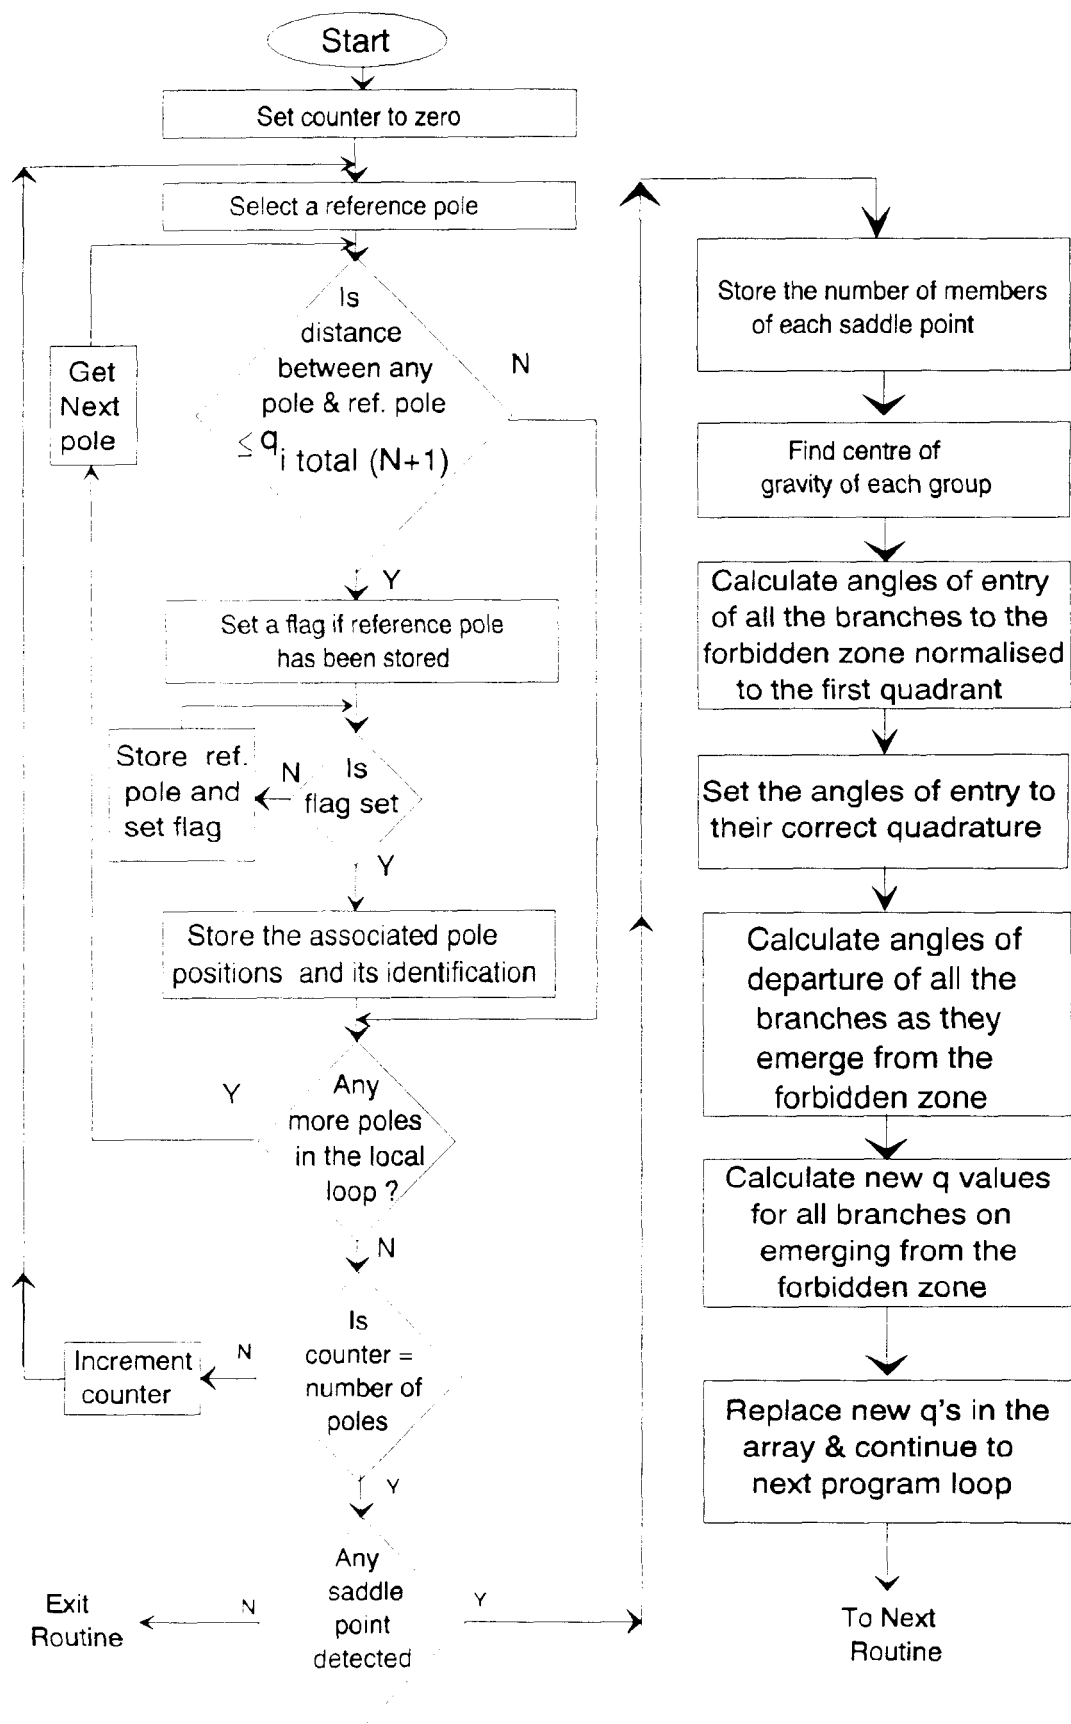 Start
Set counter to zero
Select a reference pole
Is
distance
between any
pole & ref. pole
≤ q i total (N+1)
N
Get
Next
pole
Y
Set a flag if reference pole
has been stored
Store ref.
pole and
set flag
N
Is
flag set
Y
Store the associated pole
positions and its identification
Y
Any
more poles
in the local
loop ?
N
Is
counter =
number of
poles
N
Increment
counter
Y
Any
saddle
point
detected
N
Exit
Routine
Y
Store the number of members
of each saddle point
Find centre of
gravity of each group
Calculate angles of entry
of all the branches to the
forbidden zone normalised
to the first quadrant
Set the angles of entry to
their correct quadrature
Calculate angles of
departure of all the
branches as they
emerge from the
forbidden zone
Calculate new q values
for all branches on
emerging from the
forbidden zone
Replace new q's in the
array & continue to
next program loop
To Next
Routine